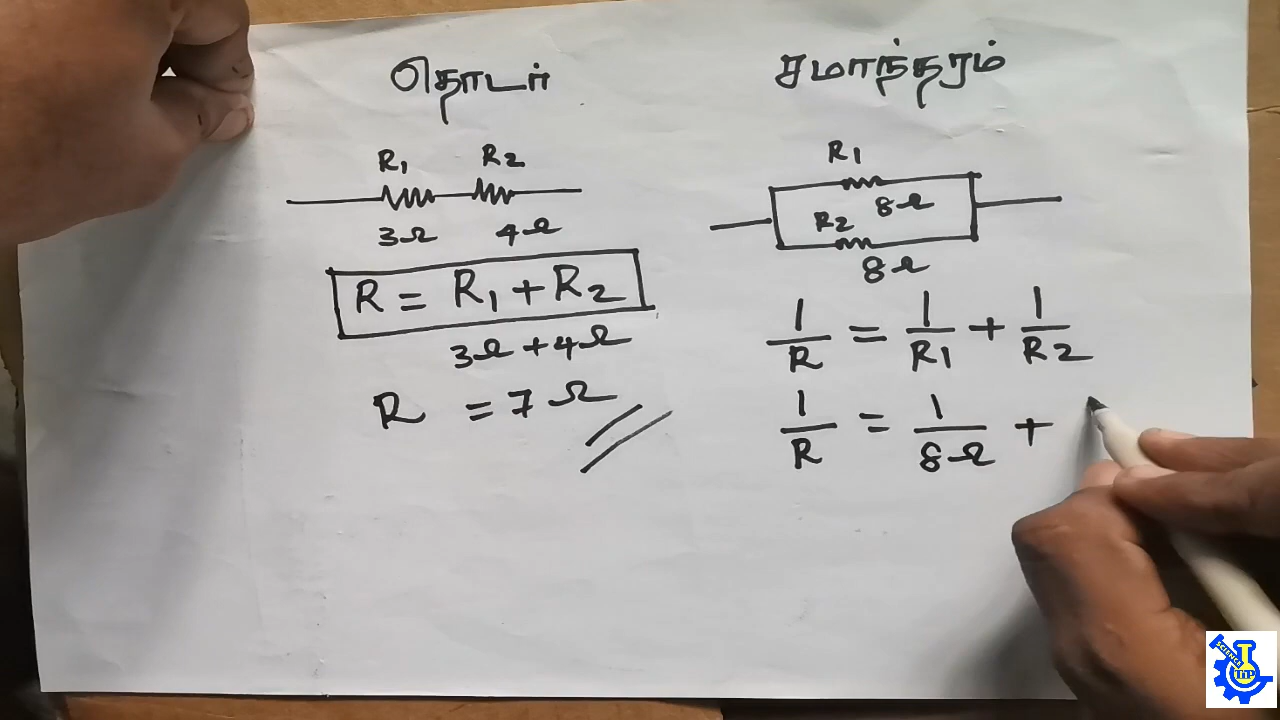 தொடர்
R1 R2
3Ω 4Ω
R = R1 + R2
3Ω + 4Ω
R = 7Ω
சமாந்தரம்
R1
8Ω
R2
8Ω
1/R = 1/R1 + 1/R2
1/R = 1/8Ω +